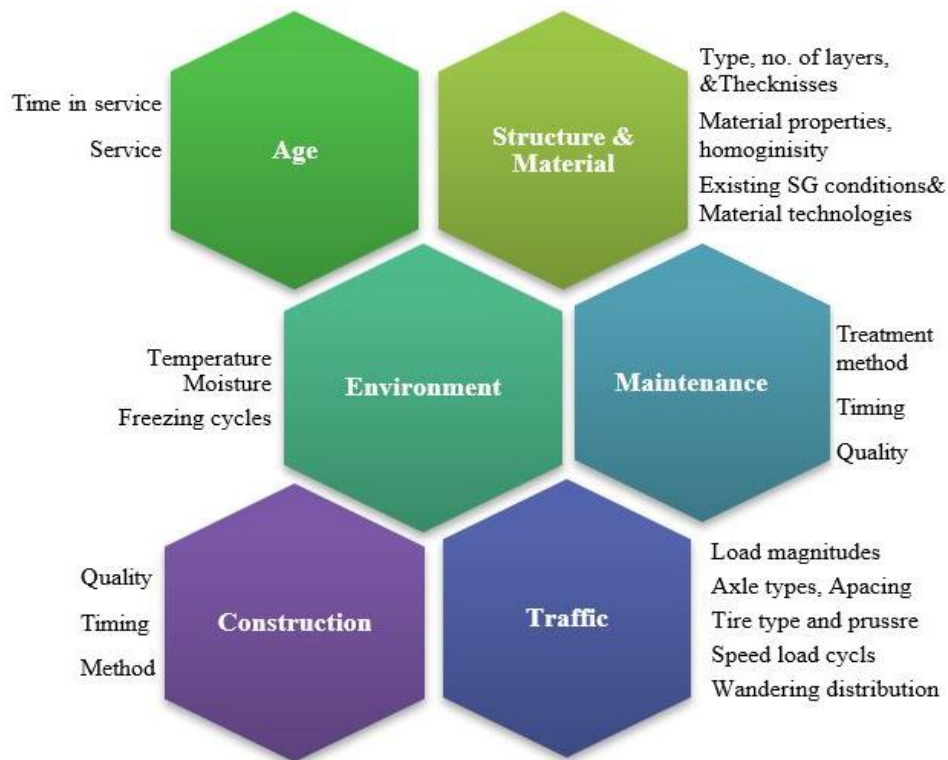 Time in service
Service
Age
Structure &
Material
Type, no. of layers,
&Thecknisses
Material properties,
homoginisity
Existing SG conditions&
Material technologies
Temperature
Moisture
Freezing cycles
Environment
Maintenance
Treatment
method
Timing
Quality
Quality
Timing
Method
Construction
Traffic
Load magnitudes
Axle types, Apacing
Tire type and prussre
Speed load cycls
Wandering distribution